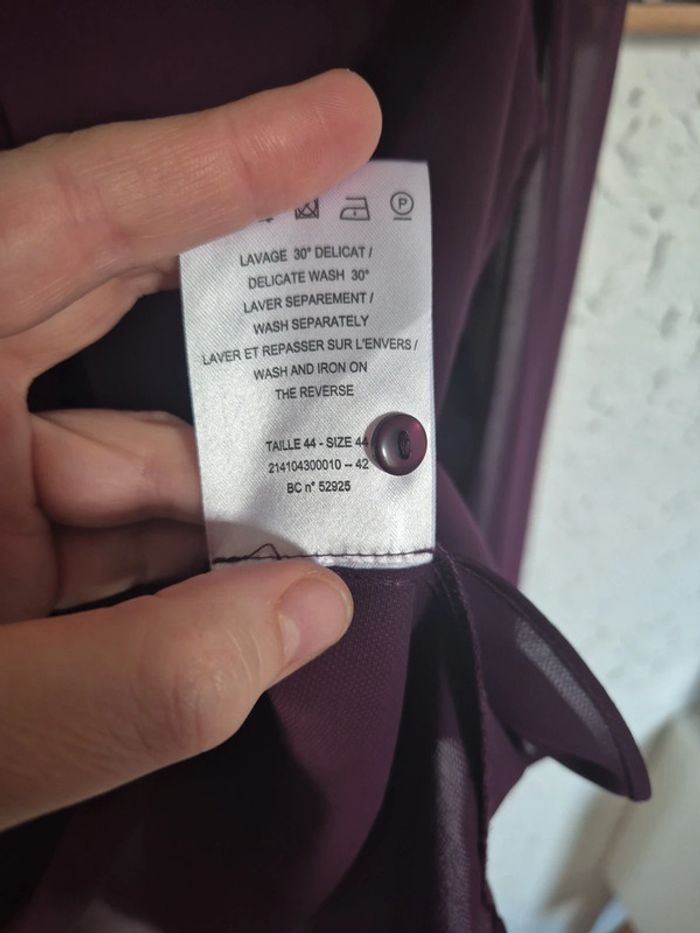 P
LAVAGE 30° DELICAT /
DELICATE WASH 30°
LAVER SEPAREMENT /
WASH SEPARATELY
LAVER ET REPASSER SUR L'ENVERS /
WASH AND IRON ON
THE REVERSE
TAILLE 44 - SIZE 44
214104300010 -- 42
BC n° 52925